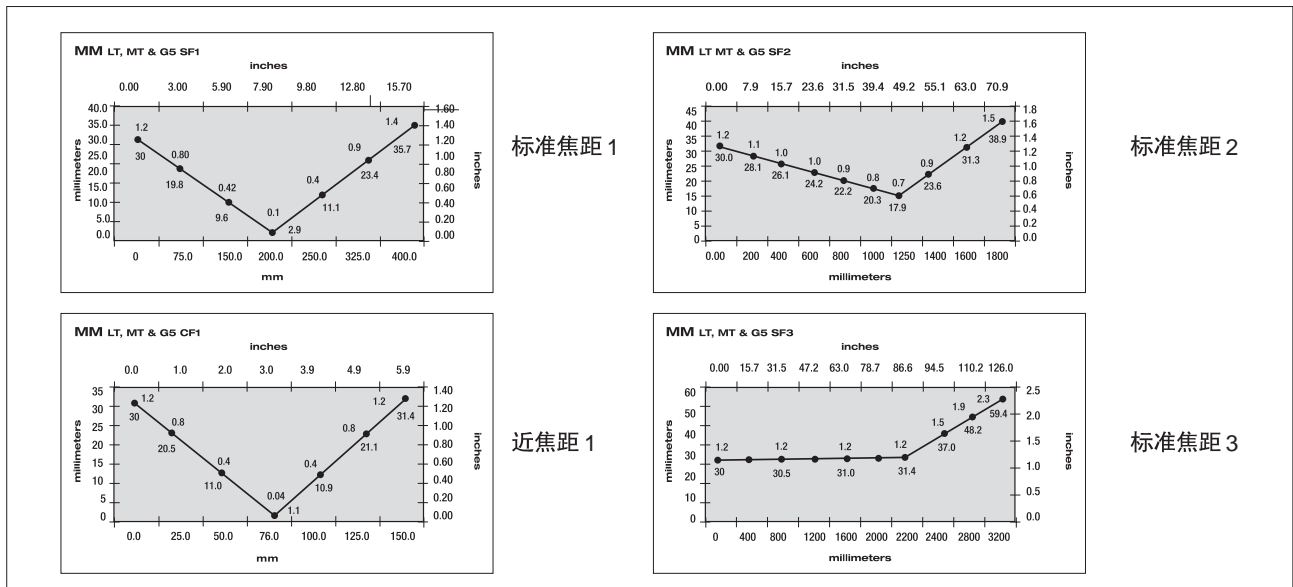 MM LT, MT & G5 SF1
inches
0.00 3.00 5.90 7.90 9.80 12.80 15.70
40.0 1.60
35.0 1.2 1.4 1.40
30.0 30 0.80 0.9 35.7 1.20
25.0 23.4 1.00
20.0 19.8 0.42 0.4 0.80
15.0 11.1 0.60
10.0 9.6 0.1 0.40
5.0 2.9 0.20
0.0 0.00
millimeters
inches
0 75.0 150.0 200.0 250.0 325.0 400.0
mm
标准焦距 1
MM LT MT & G5 SF2
inches
0.00 7.9 15.7 23.6 31.5 39.4 49.2 55.1 63.0 70.9
45 1.8
40 1.5 1.6
35 1.2 1.1 1.0 1.2 38.9 1.4
30 30.0 28.1 26.1 1.0 0.9 0.9 31.3 1.2
25 24.2 22.2 0.8 0.7 23.6 1.0
20 20.3 17.9 0.8
15 0.6
10 0.4
5 0.2
0 0.0
millimeters
inches
0.00 200 400 600 800 1000 1250 1400 1600 1800
millimeters
标准焦距 2
MM LT, MT & G5 CF1
inches
0.0 1.0 2.0 3.0 3.9 4.9 5.9
35 1.40
30 1.2 1.2 1.20
25 30 0.8 0.8 31.4 1.00
20 20.5 21.1 0.80
15 0.4 0.4 0.60
10 11.0 10.9 0.40
5 0.04 0.20
0 1.1 0.00
millimeters
inches
0.0 25.0 50.0 76.0 100.0 125.0 150.0
mm
近焦距 1
MM LT, MT & G5 SF3
inches
0.00 15.7 31.5 47.2 63.0 78.7 86.6 94.5 110.2 126.0
60 2.5
50 1.9 2.3 59.4 2.0
40 1.2 1.2 1.2 1.2 1.5 48.2 1.5
30 30 30.5 31.0 31.4 37.0 1.0
20 0.5
10
0 0.0
millimeters
inches
0 400 800 1200 1600 2000 2200 2400 2800 3200
millimeters
标准焦距 3